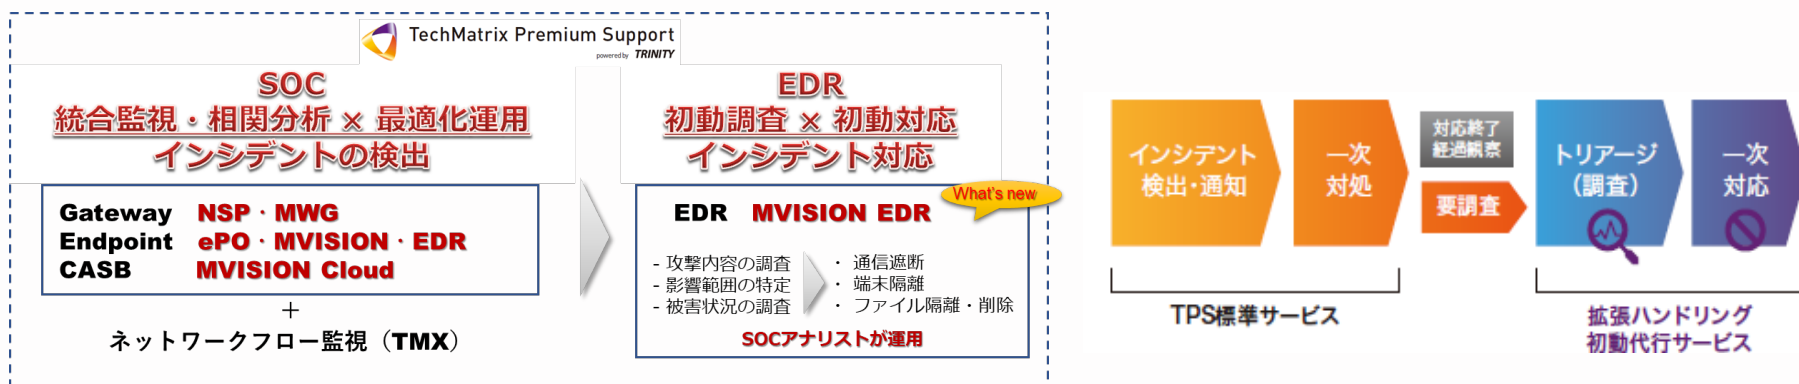 TechMatrix Premium Support
powered by TRINITY
SOC
統合監視・相関分析 × 最適化運用
インシデントの検出
Gateway NSP・MWG
Endpoint ePO・MVISION・EDR
CASB MVISION Cloud
+
ネットワークフロー監視（TMX）
EDR
初動調査 × 初動対応
インシデント対応
What's new
EDR MVISION EDR
- 攻撃内容の調査
- 影響範囲の特定
- 被害状況の調査
・ 通信遮断
・ 端末隔離
・ ファイル隔離・削除
SOCアナリストが運用
インシデント
検出・通知
一次
対処
対応終了
経過観察
要調査
トリアージ
（調査）
一次
対応
TPS標準サービス
拡張ハンドリング
初動代行サービス